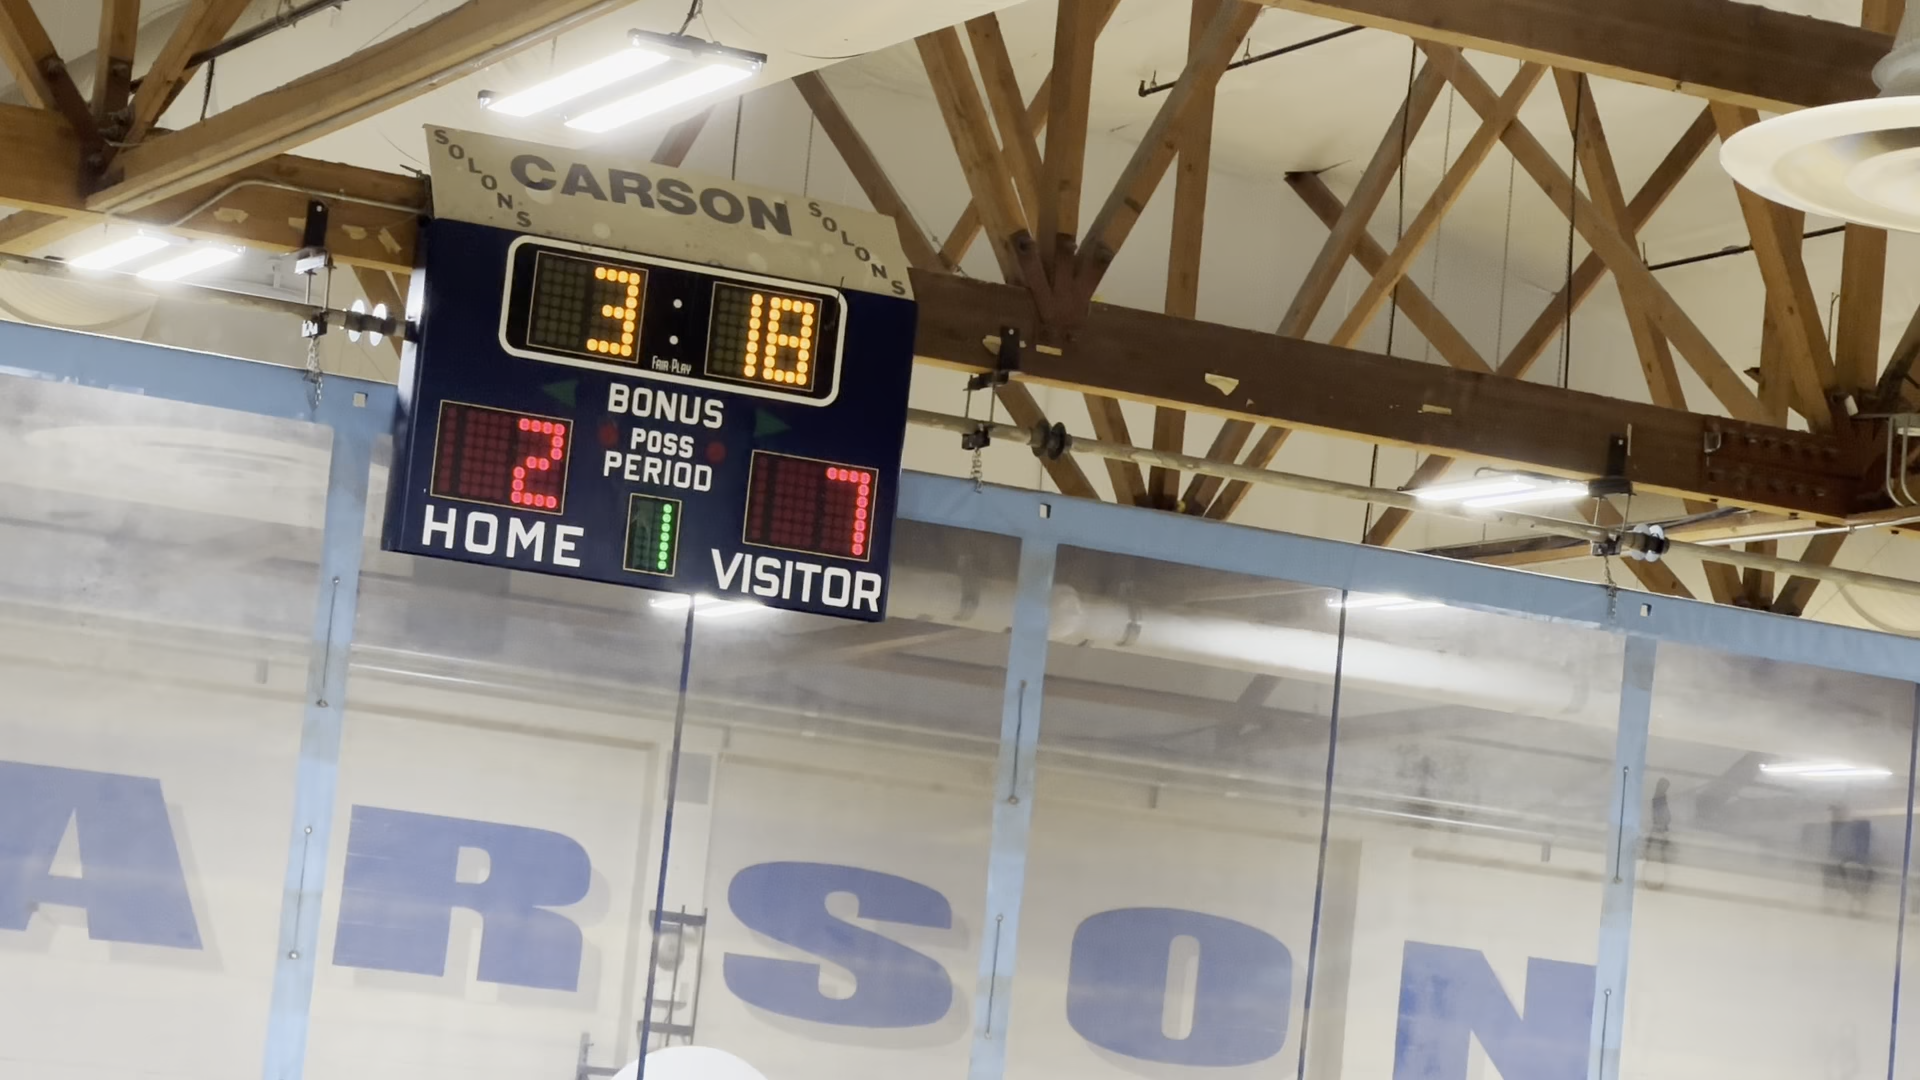 SOLONS CARSON SOLONS
3:18
FAIR-PLAY
BONUS
POSS
PERIOD
2 1 7
HOME VISITOR
ARSON